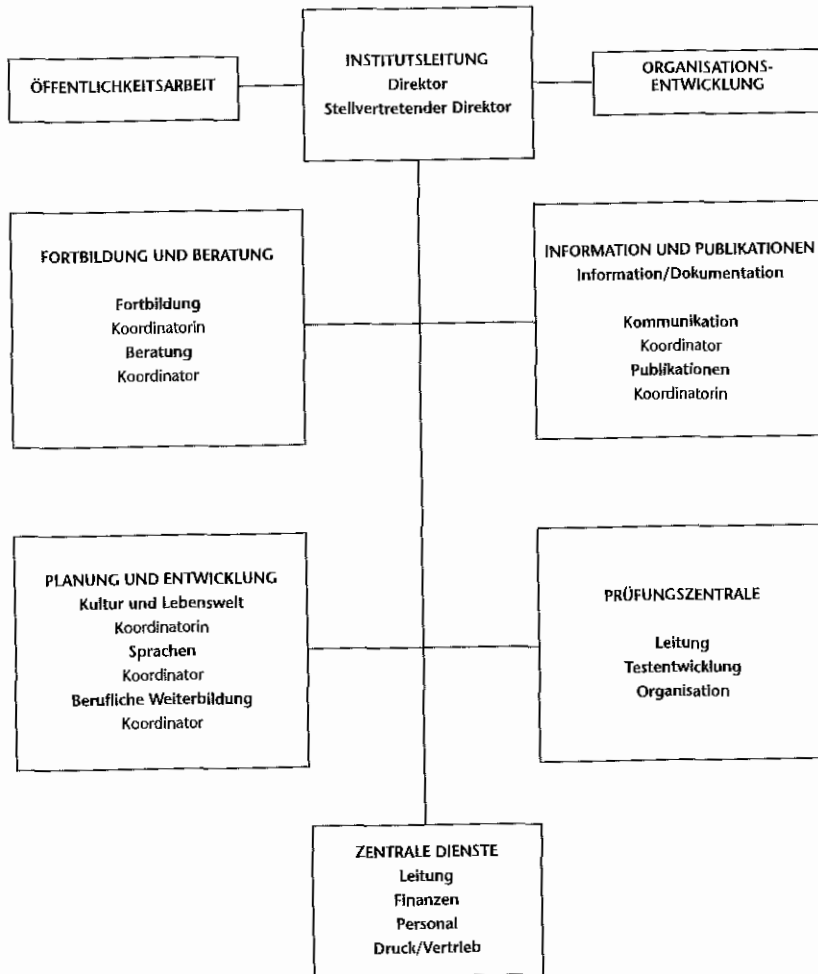 ÖFFENTLICHKEITSARBEIT
INSTITUTSLEITUNG
Direktor
Stellvertretender Direktor
ORGANISATIONS-
ENTWICKLUNG
FORTBILDUNG UND BERATUNG
Fortbildung
Koordinatorin
Beratung
Koordinator
INFORMATION UND PUBLIKATIONEN
Information/Dokumentation
Kommunikation
Koordinator
Publikationen
Koordinatorin
PLANUNG UND ENTWICKLUNG
Kultur und Lebenswelt
Koordinatorin
Sprachen
Koordinator
Berufliche Weiterbildung
Koordinator
PRÜFUNGSZENTRALE
Leitung
Testentwicklung
Organisation
ZENTRALE DIENSTE
Leitung
Finanzen
Personal
Druck/Vertrieb